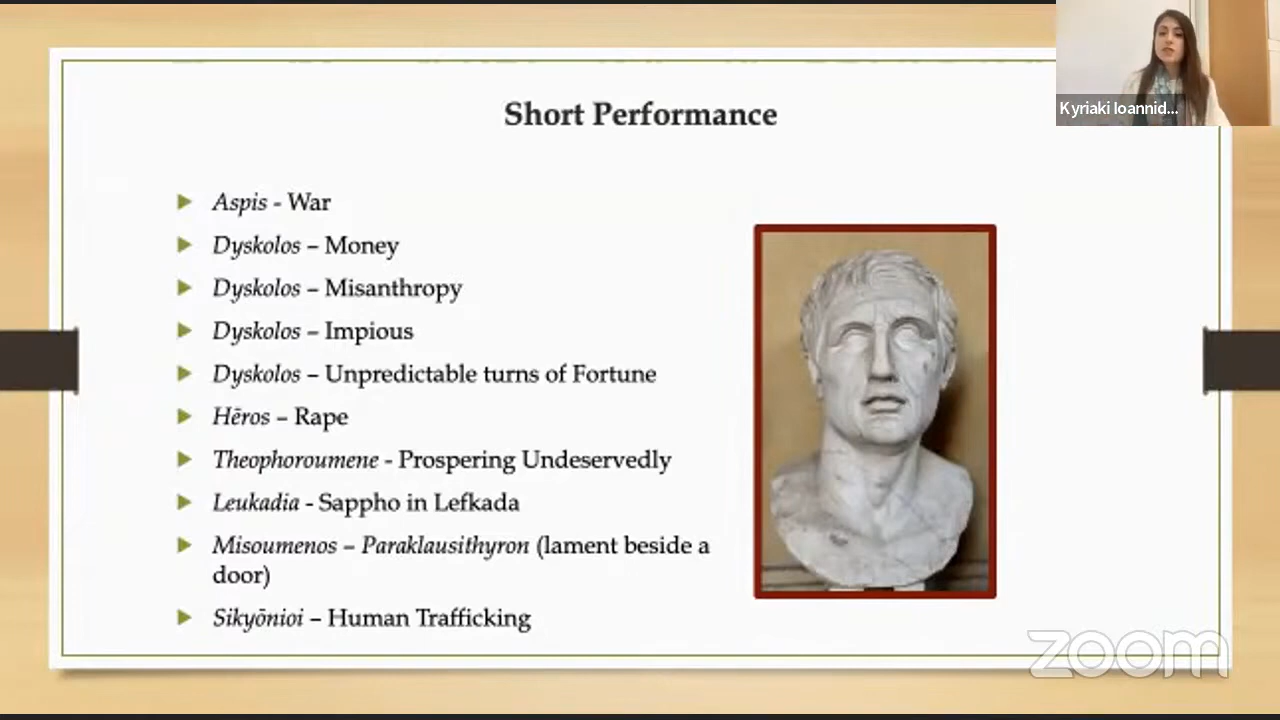 Short Performance
Kyriaki Ioannid...
Aspis - War
Dyskolos – Money
Dyskolos – Misanthropy
Dyskolos – Impious
Dyskolos – Unpredictable turns of Fortune
Hēros – Rape
Theophoroumene - Prospering Undeservedly
Leukadia - Sappho in Lefkada
Misoumenos – Paraklausithyron (lament beside a
door)
Sikyōnioi – Human Trafficking
zoom